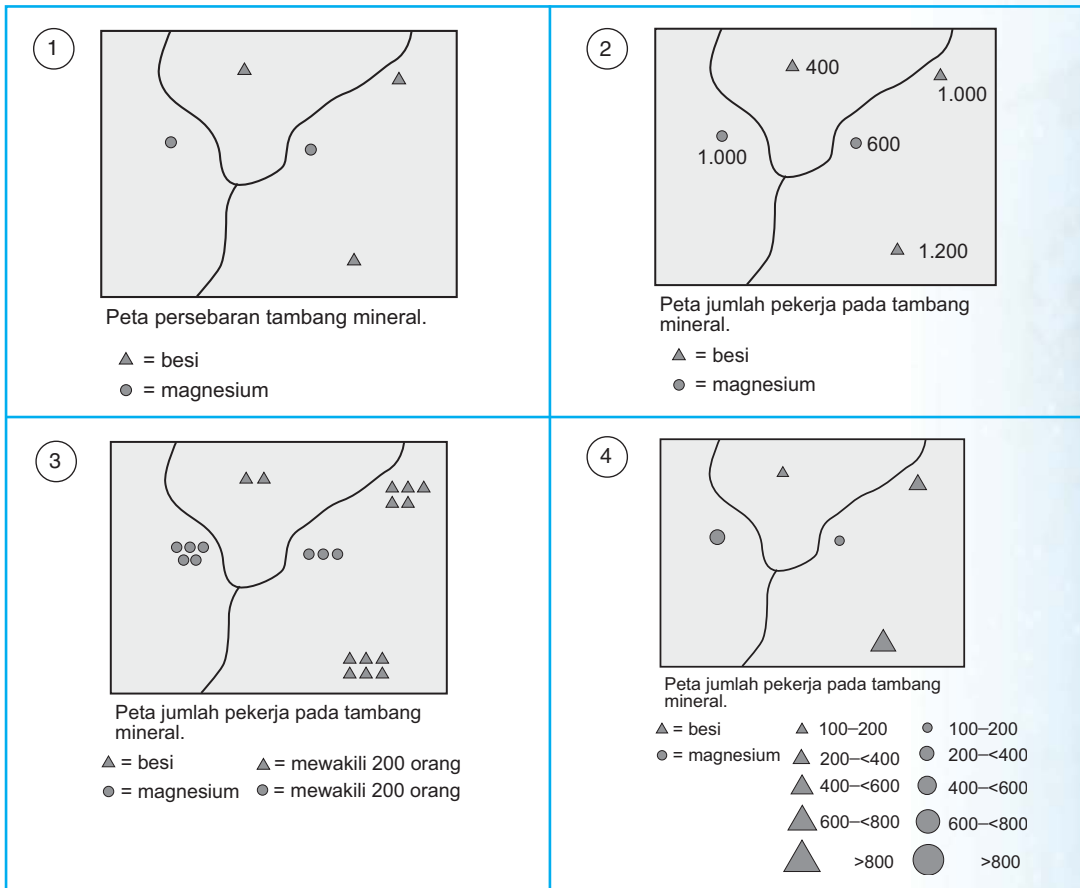 1
Peta persebaran tambang mineral.
= besi
= magnesium
2
400
1.000
1.000
600
1.200
Peta jumlah pekerja pada tambang
mineral.
= besi
= magnesium
3
Peta jumlah pekerja pada tambang
mineral.
= besi = mewakili 200 orang
= magnesium = mewakili 200 orang
4
Peta jumlah pekerja pada tambang
mineral.
= besi 100–200 100–200
= magnesium 200–<400 200–<400
400–<600 400–<600
600–<800 600–<800
>800 >800